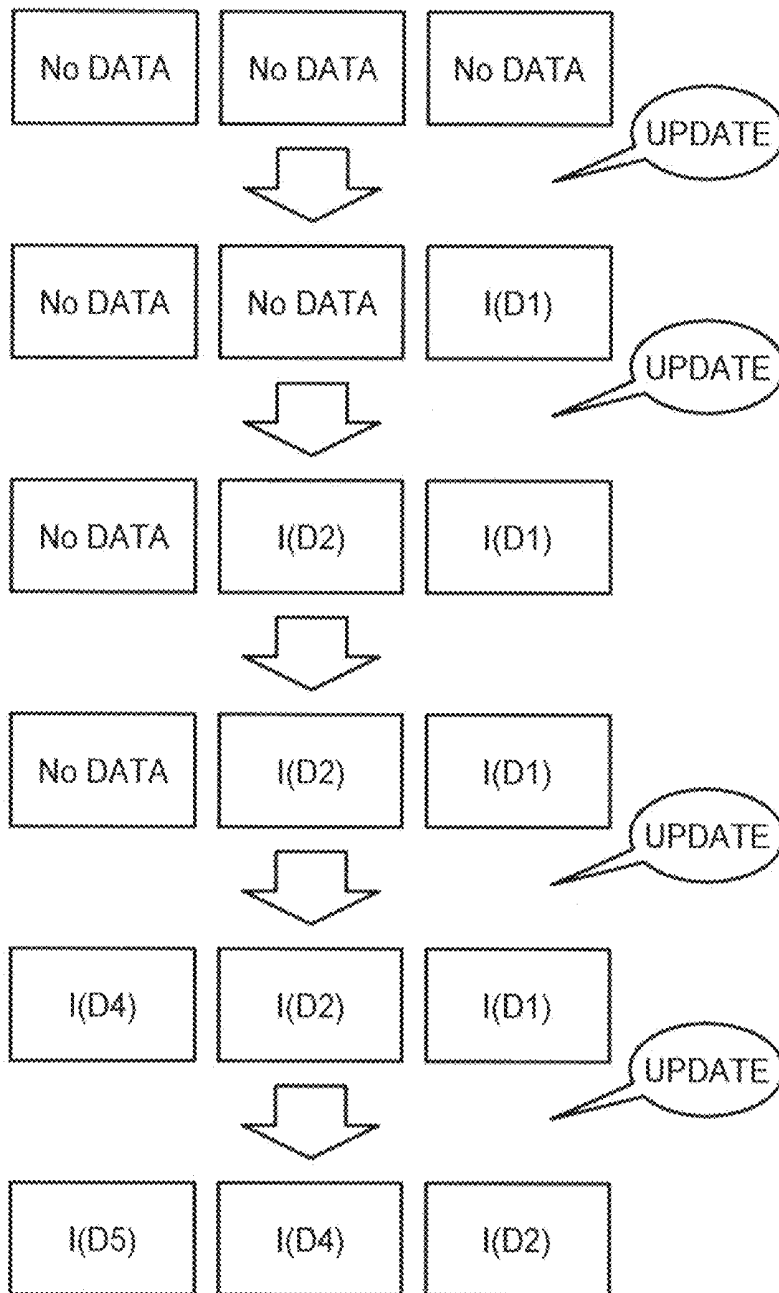 No DATA No DATA No DATA
UPDATE
No DATA No DATA I(D1)
UPDATE
No DATA I(D2) I(D1)
No DATA I(D2) I(D1)
UPDATE
I(D4) I(D2) I(D1)
UPDATE
I(D5) I(D4) I(D2)